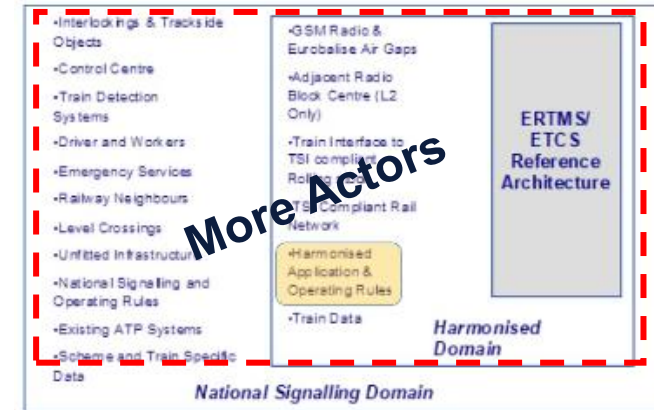 •Interlockings & Trackside
Objects
•Control Centre
•Train Detection
Systems
•Driver and Workers
•Emergency Services
•Railway Neighbours
•Level Crossings
•Unfitted Infrastructure
•National Signalling and
Operating Rules
•Existing ATP Systems
•Scheme and Train Specific
Data
•GSM Radio &
Eurobalise Air Gaps
•Adjacent Radio
Block Centre (L2
Only)
•Train Interface to
TSI compliant
•TSI Compliant Rail
Network
•Harmonised
Application &
Operating Rules
•Train Data
ERTMS/
ETCS
Reference
Architecture
More Actors
Harmonised
Domain
National Signalling Domain